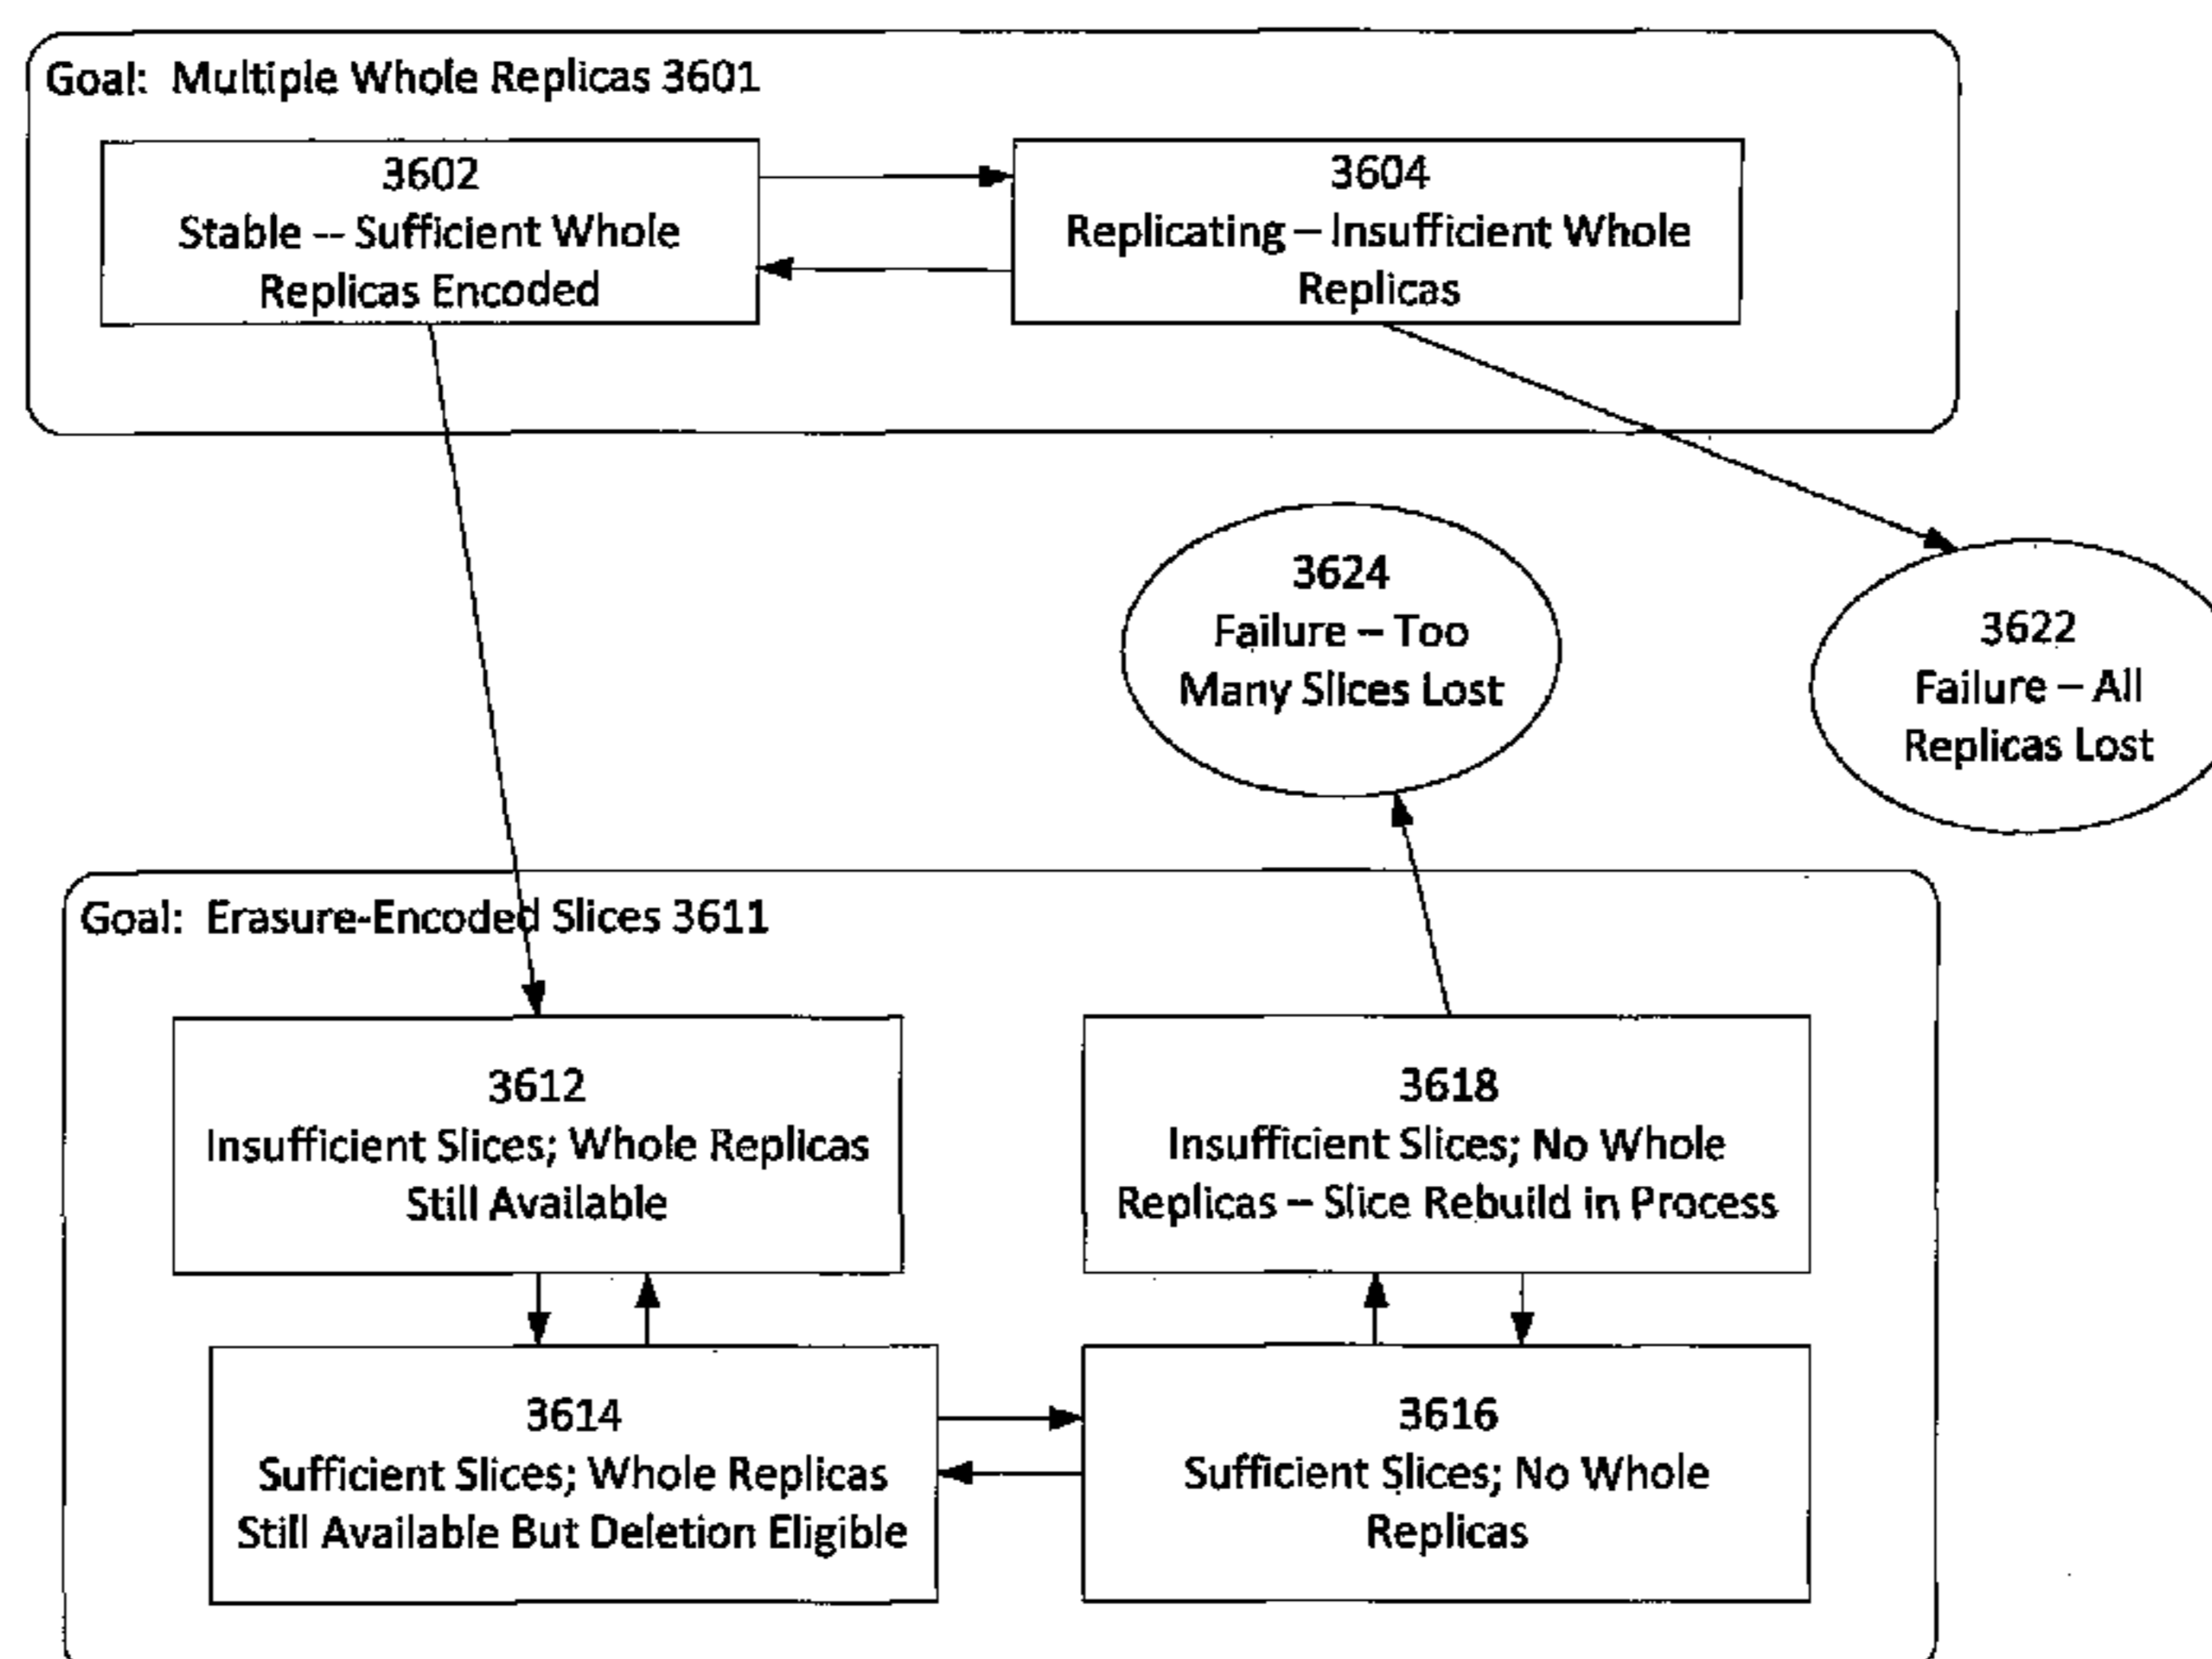 Goal: Multiple Whole Replicas 3601
3602
Stable -- Sufficient Whole
Replicas Encoded
3604
Replicating – Insufficient Whole
Replicas
3624
Failure – Too
Many Slices Lost
3622
Failure – All
Replicas Lost
Goal: Erasure-Encoded Slices 3611
3612
Insufficient Slices; Whole Replicas
Still Available
3618
Insufficient Slices; No Whole
Replicas – Slice Rebuild in Process
3614
Sufficient Slices; Whole Replicas
Still Available But Deletion Eligible
3616
Sufficient Slices; No Whole
Replicas